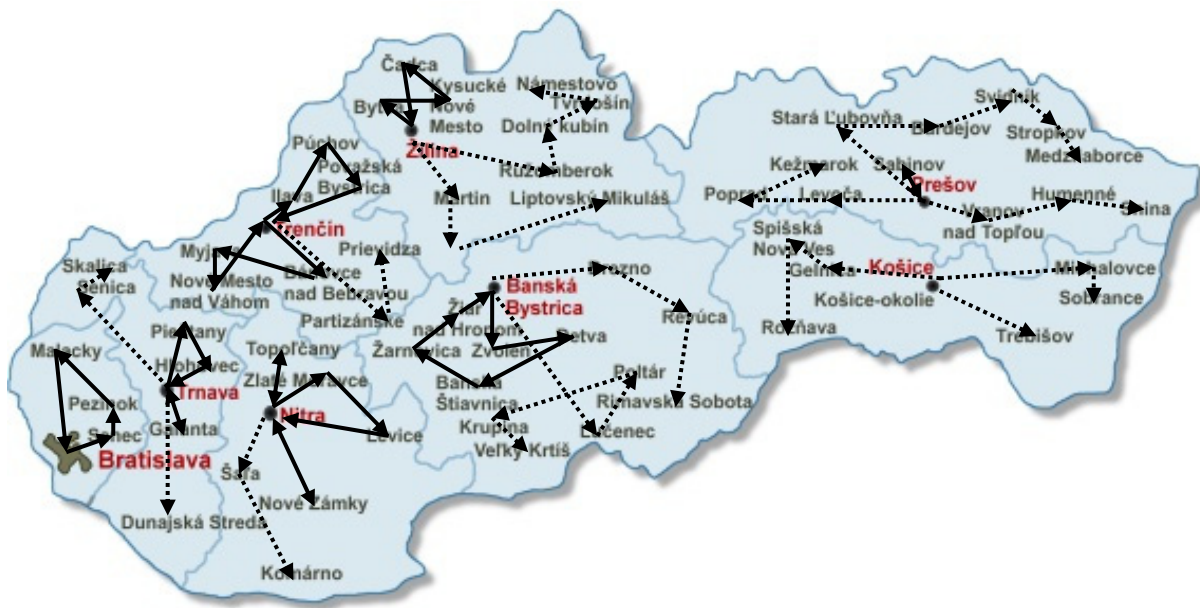 Čadca
Kysucké
Nové
Mesto
Bytča
Žilina
Námestovo
Tvrdošín
Dolný kubín
Ružomberok
Martin
Liptovský Mikuláš
Púchov
Považská
Bystrica
Ilava
Trenčín
Myjava
Nové Mesto
nad Váhom
Bánovce
nad Bebravou
Prievidza
Partizánske
Skalica
Senica
Piešťany
Hlohovec
Trnava
Galanta
Dunajská Streda
Malacky
Pezinok
Senec
Bratislava
Topoľčany
Zlaté Moravce
Nitra
Levice
Šaľa
Nové Zámky
Komárno
Banská
Bystrica
Brezno
Žiar
nad Hronom
Žarnovica
Zvolen
Detva
Banská
Štiavnica
Krupina
Veľký Krtíš
Lučenec
Poltár
Rimavská Sobota
Revúca
Stará Ľubovňa
Bardejov
Svidník
Stropkov
Medzilaborce
Kežmarok
Sabinov
Prešov
Poprad
Levoča
Vranov
nad Topľou
Humenné
Snina
Spišská
Nová Ves
Gelnica
Košice
Košice-okolie
Michalovce
Sobrance
Trebišov
Rožňava